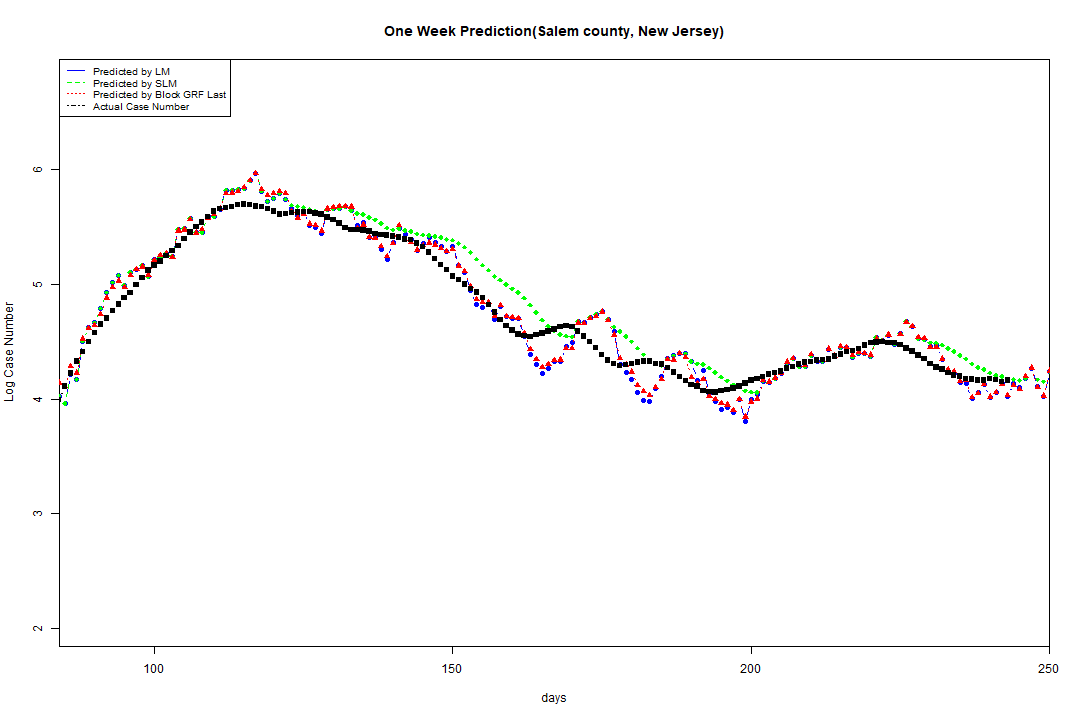 One Week Prediction(Salem county, New Jersey)
Predicted by LM
Predicted by SLM
Predicted by Block GRF Last
Actual Case Number
6
5
4
3
2
Log Case Number
100 150 200 250
days